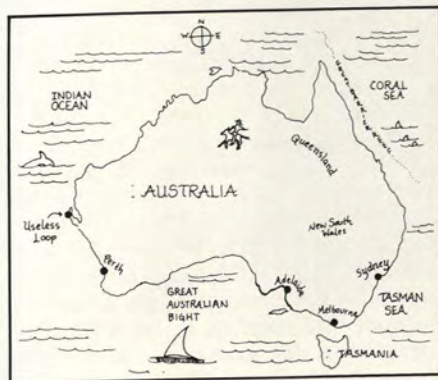 N
W E
S
INDIAN
OCEAN
CORAL
SEA
Queensland
AUSTRALIA
Useless
Loop
New South
Wales
Perth
Sydney
Adelaide
GREAT
AUSTRALIAN
BIGHT
Melbourne
TASMAN
SEA
TASMANIA